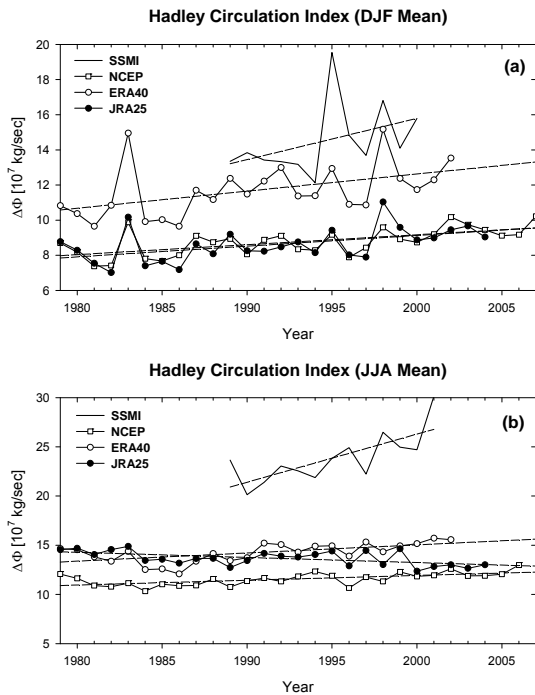 Hadley Circulation Index (DJF Mean)
20
18
16
14
12
10
8
6
ΔΦ [10⁷ kg/sec]
SSMI
NCEP
ERA40
JRA25
(a)
1980 1985 1990 1995 2000 2005
Year
Hadley Circulation Index (JJA Mean)
30
25
20
15
10
5
ΔΦ [10⁷ kg/sec]
SSMI
NCEP
ERA40
JRA25
(b)
1980 1985 1990 1995 2000 2005
Year